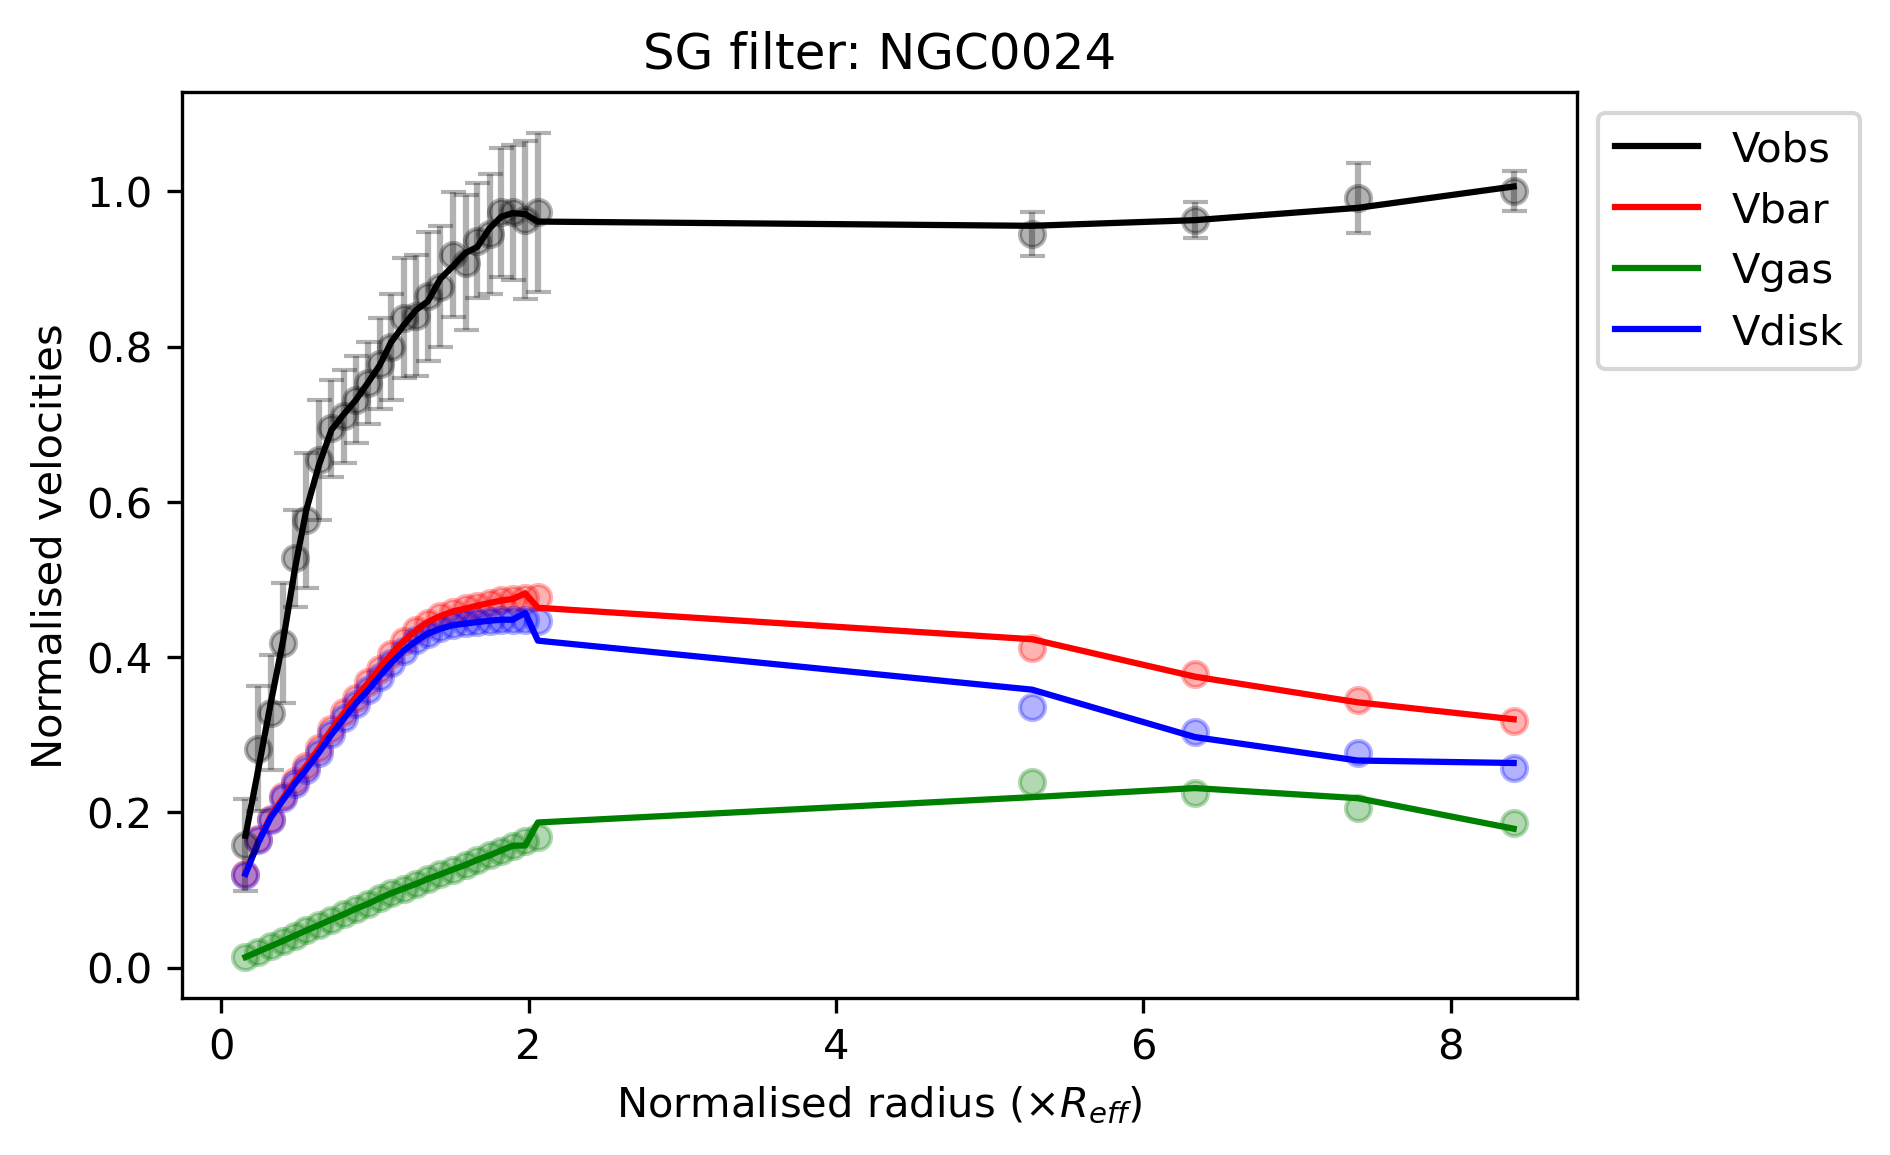 SG filter: NGC0024
Normalised velocities
1.0
0.8
0.6
0.4
0.2
0.0
0 2 4 6 8
Normalised radius (×R_eff)
Vobs
Vbar
Vgas
Vdisk